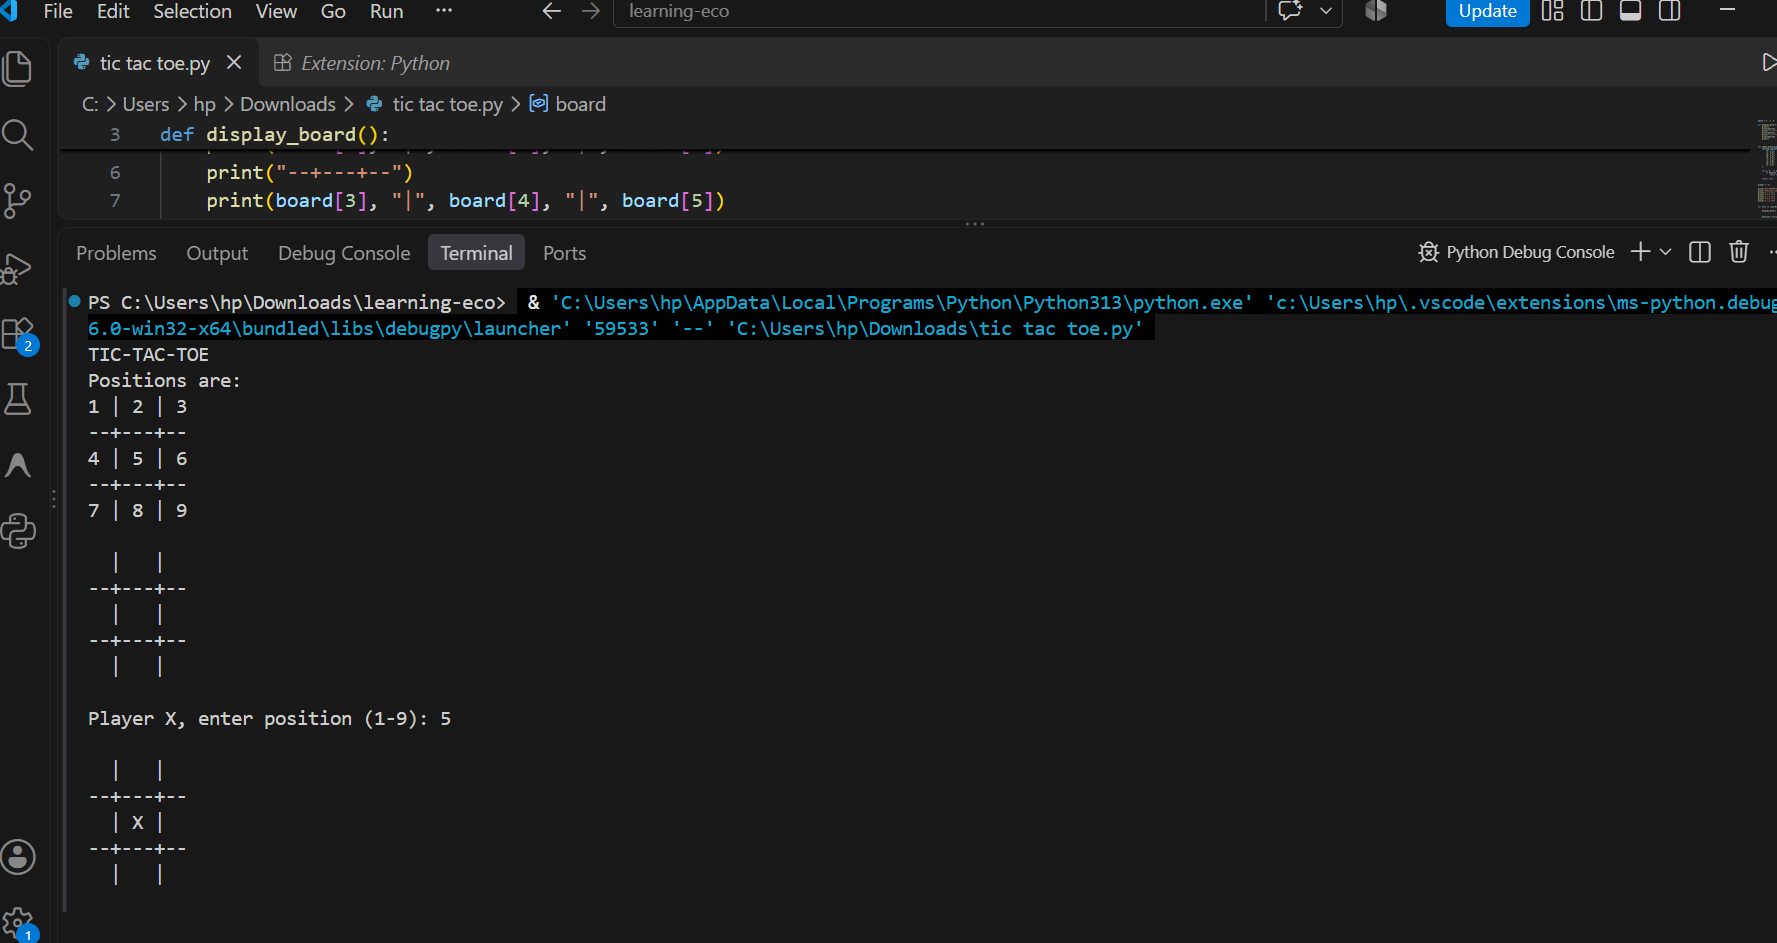 File Edit Selection View Go Run ··· learning-eco Update
tic tac toe.py Extension: Python
C: > Users > hp > Downloads > tic tac toe.py > board
3 def display_board():
6 print("--+---+--")
7 print(board[3], "|", board[4], "|", board[5])
Problems Output Debug Console Terminal Ports Python Debug Console
PS C:\Users\hp\Downloads\learning-eco> & 'C:\Users\hp\AppData\Local\Programs\Python\Python313\python.exe' 'c:\Users\hp\.vscode\extensions\ms-python.debug
6.0-win32-x64\bundled\libs\debugpy\launcher' '59533' '--' 'C:\Users\hp\Downloads\tic tac toe.py'
TIC-TAC-TOE
Positions are:
1 | 2 | 3
--+---+--
4 | 5 | 6
--+---+--
7 | 8 | 9
  |   |
--+---+--
  |   |
--+---+--
  |   |
Player X, enter position (1-9): 5
  |   |
--+---+--
  | X |
--+---+--
  |   |
2
1